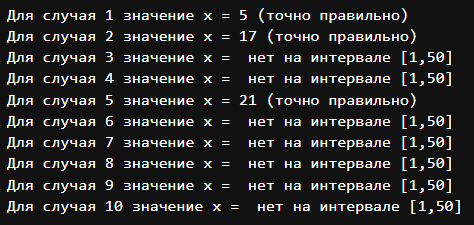 Для случая 1 значение x = 5 (точно правильно)
Для случая 2 значение x = 17 (точно правильно)
Для случая 3 значение x =  нет на интервале [1,50]
Для случая 4 значение x =  нет на интервале [1,50]
Для случая 5 значение x = 21 (точно правильно)
Для случая 6 значение x =  нет на интервале [1,50]
Для случая 7 значение x =  нет на интервале [1,50]
Для случая 8 значение x =  нет на интервале [1,50]
Для случая 9 значение x =  нет на интервале [1,50]
Для случая 10 значение x =  нет на интервале [1,50]